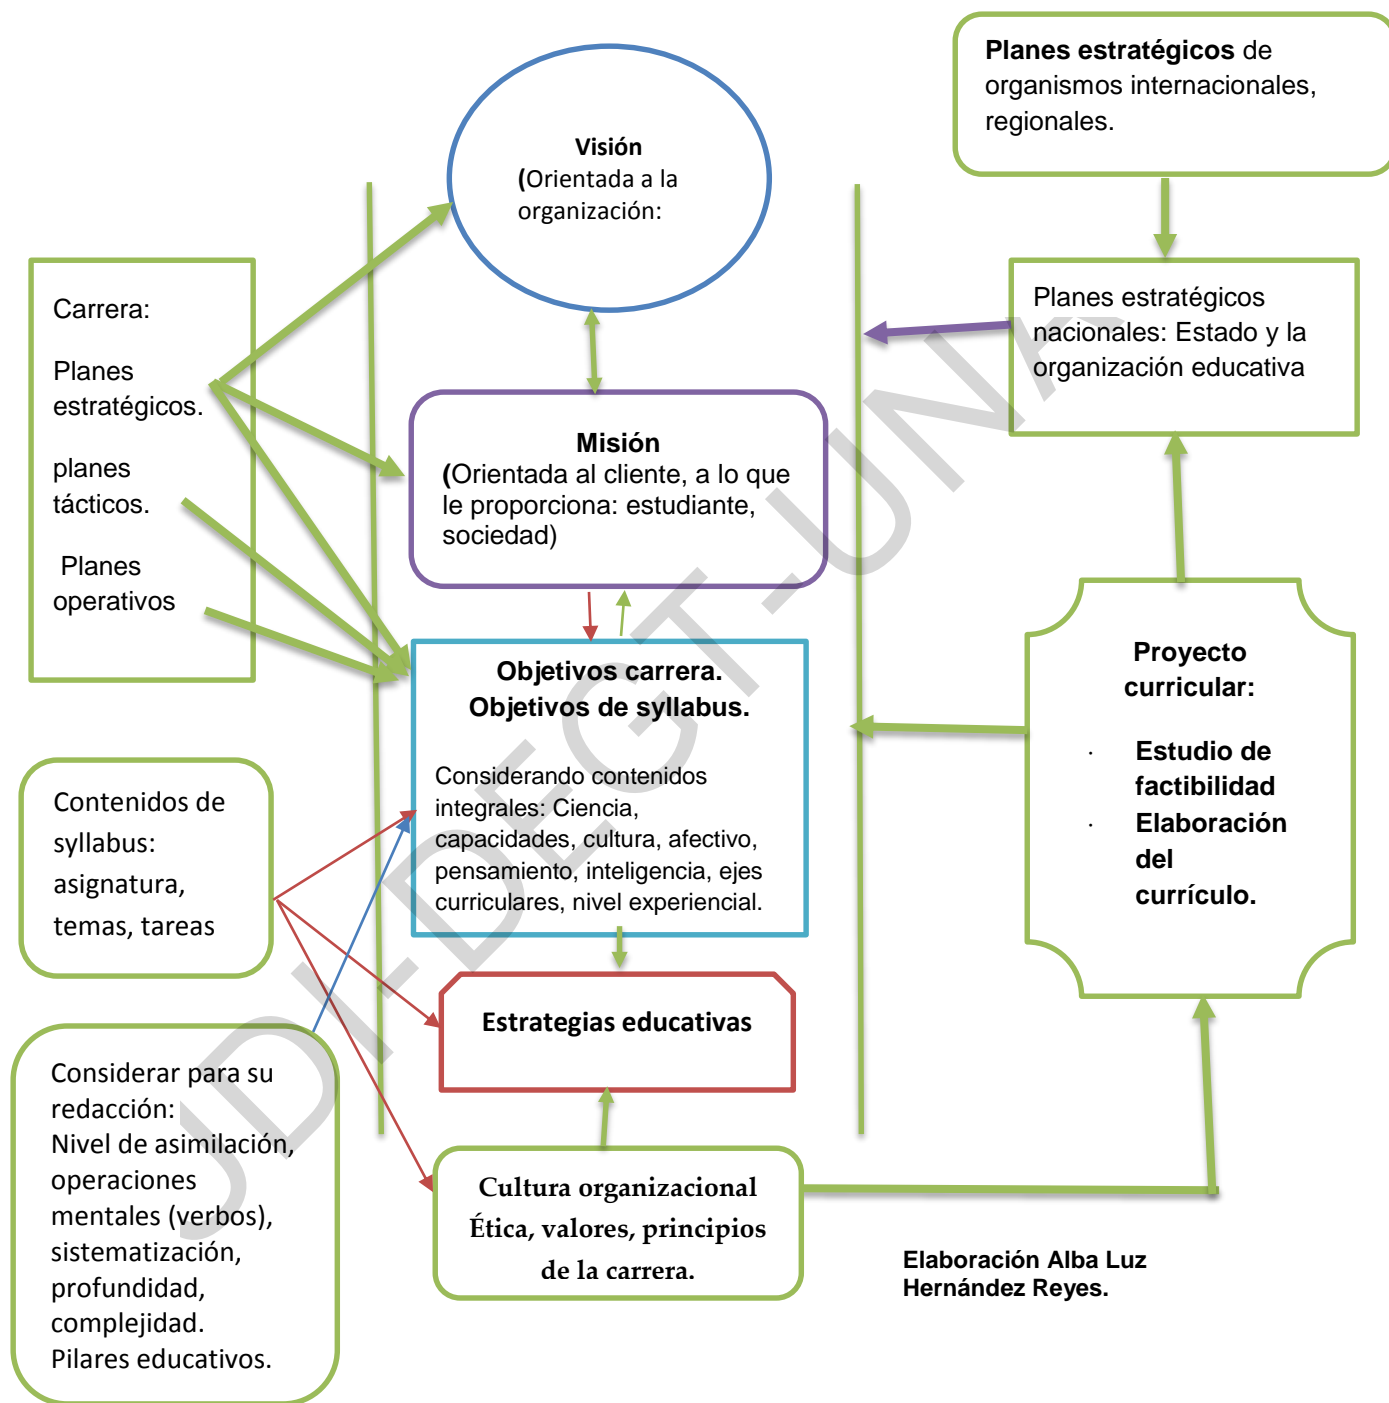 Planes estratégicos de
organismos internacionales,
regionales.
Visión
(Orientada a la
organización:
Carrera:
Planes
estratégicos.
planes
tácticos.
Planes
operativos
Planes estratégicos
nacionales: Estado y la
organización educativa
Misión
(Orientada al cliente, a lo que
le proporciona: estudiante,
sociedad)
Objetivos carrera.
Objetivos de syllabus.
Considerando contenidos
integrales: Ciencia,
capacidades, cultura, afectivo,
pensamiento, inteligencia, ejes
curriculares, nivel experiencial.
Proyecto
curricular:
· Estudio de
factibilidad
· Elaboración
del
currículo.
Contenidos de
syllabus:
asignatura,
temas, tareas
Estrategias educativas
Considerar para su
redacción:
Nivel de asimilación,
operaciones
mentales (verbos),
sistematización,
profundidad,
complejidad.
Pilares educativos.
Cultura organizacional
Ética, valores, principios
de la carrera.
Elaboración Alba Luz
Hernández Reyes.
UDI-DEGT-UNA